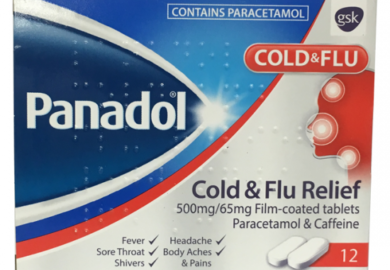 CONTAINS PARACETAMOL
gsk
COLD&FLU
Panadol®
Cold & Flu Relief
500mg/65mg Film-coated tablets
Paracetamol & Caffeine
Fever ✓ Headache ✓
Sore Throat ✓ Body Aches ✓
Shivers ✓ & Pains
12